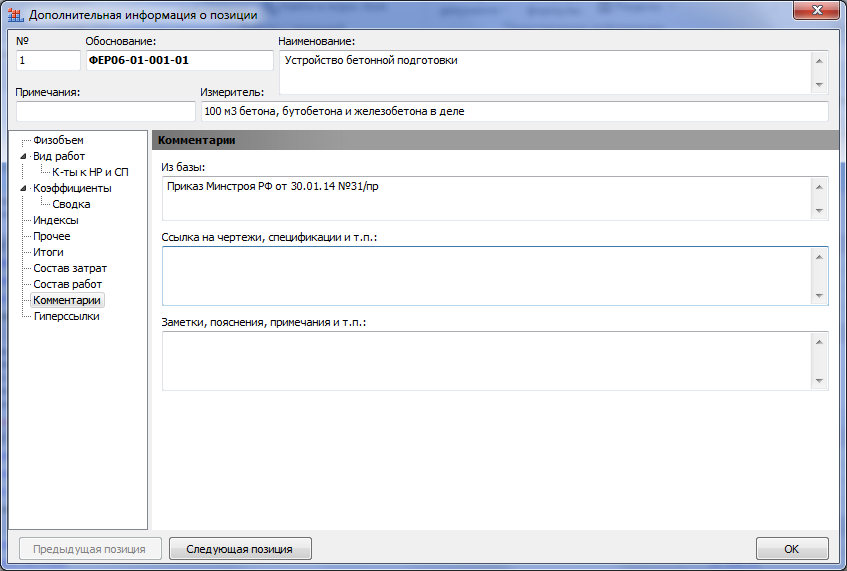 Дополнительная информация о позиции
№
Обоснование:
Наименование:
1
ФЕР06-01-001-01
Устройство бетонной подготовки
Примечания:
Измеритель:
100 м3 бетона, бутобетона и железобетона в деле
Физобъем
Вид работ
К-ты к НР и СП
Коэффициенты
Сводка
Индексы
Прочее
Итоги
Состав затрат
Состав работ
Комментарии
Гиперссылки
Комментарии
Из базы:
Приказ Минстроя РФ от 30.01.14 №31/пр
Ссылка на чертежи, спецификации и т.п.:
Заметки, пояснения, примечания и т.п.:
Предыдущая позиция
Следующая позиция
OK